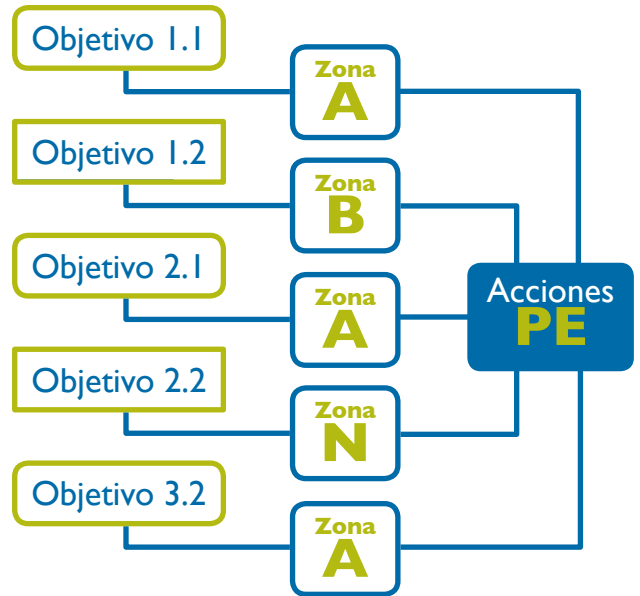 Objetivo 1.1
Zona
A
Objetivo 1.2
Zona
B
Objetivo 2.1
Zona
A
Acciones
PE
Objetivo 2.2
Zona
N
Objetivo 3.2
Zona
A